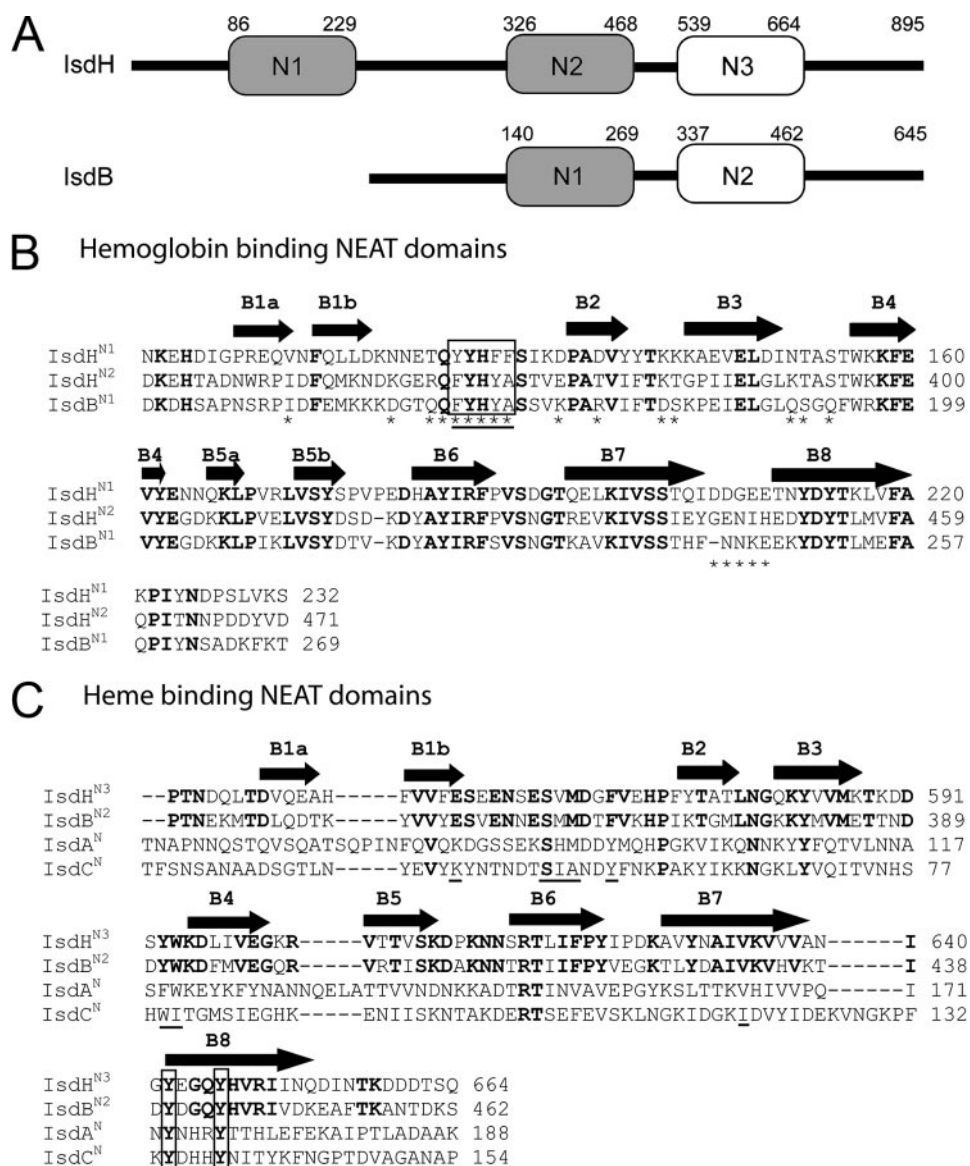 A
86 229 326 468 539 664 895
IsdH N1 N2 N3
140 269 337 462 645
IsdB N1 N2
B Hemoglobin binding NEAT domains
B1a B1b B2 B3 B4
IsdH^N1 NKEHDIGPREQVNFQLLDKNNETQYYHFFSIKDPADVYYTKKKAEVELDINTASTWKKFE 160
IsdH^N2 DKEHTADNWRPIDFQMKNDKGERQFYHYASTVEPATVIFTKTGPIIELGLKTASTWKKFE 400
IsdB^N1 DKDHSAPNSRPIDFEMKKKDGTQQFYHYASSVKPARVIFTDSKPEIELGLQSGQFWRKFE 199
* * ******* * * ** ** *
B4 B5a B5b B6 B7 B8
IsdH^N1 VYENNQKLPVRLVSYSPVPEDHAYIRFPVSDGTQELKIVSSTQIDDGEETNYDYTKLVFA 220
IsdH^N2 VYEGDKKLPVELVSYDSD-KDYAYIRFPVSNGTREVKIVSSIEYGENIHEDYDYTLMVFA 459
IsdB^N1 VYEGDKKLPIKLVSYDTV-KDYAYIRFSVSNGTKAVKIVSSTHF-NNKEEKYDYTLMEFA 257
*****
IsdH^N1 KPIYNDPSLVKS 232
IsdH^N2 QPITNNPDDYVD 471
IsdB^N1 QPIYNSADKFKT 269
C Heme binding NEAT domains
B1a B1b B2 B3
IsdH^N3 --PTNDQLTDVQEAH-----FVVFESEENSESVMDGFVEHPFYTATLNGQKYVVMKTKDD 591
IsdB^N2 --PTNEKMTDLQDTK-----YVVYESVENNESMMDTFVKHPIKTGMLNGKKYMVMETTND 389
IsdA^N TNAPNNQSTQVSQATSQPINFQVQKDGSSEKSHMDDYMQHPGKVIKQNNKYYFQTVLNNA 117
IsdC^N TFSNSANAADSGTLN-----YEVYKYNTNDTSIANDYFNKPAKYIKKNGKLYVQITVNHS 77
B4 B5 B6 B7
IsdH^N3 SYWKDLIVEGKR-----VTTVSKDPKNNSRTLIFPYIPDKAVYNAIVKVVVAN------I 640
IsdB^N2 DYWKDFMVEGQR-----VRTISKDAKNNTRTIIFPYVEGKTLYDAIVKVHVKT------I 438
IsdA^N SFWKEYKFYNANNQELATTVVNDNKKADTRTINVAVEPGYKSLTTKVHIVVPQ------I 171
IsdC^N HWITGMSIEGHK-----ENIISKNTAKDERTSEFEVSKLNGKIDGKIDVYIDEKVNGKPF 132
B8
IsdH^N3 GYEGQYHVRIINQDINTKDDDTSQ 664
IsdB^N2 DYDGQYHVRIVDKEAFTKANTDKS 462
IsdA^N NYNHRYTTHLEFEKAIPTLADAAK 188
IsdC^N KYDHHYNITYKFNGPTDVAGANAP 154